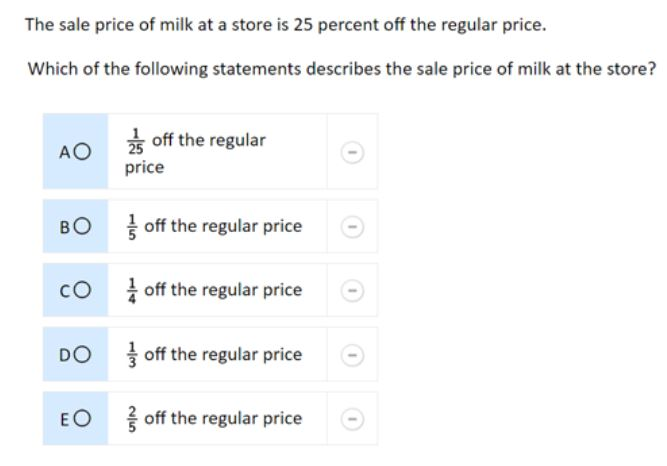 The sale price of milk at a store is 25 percent off the regular price.
Which of the following statements describes the sale price of milk at the store?
A 1/25 off the regular
price
B 1/5 off the regular price
C 1/4 off the regular price
D 1/3 off the regular price
E 2/5 off the regular price